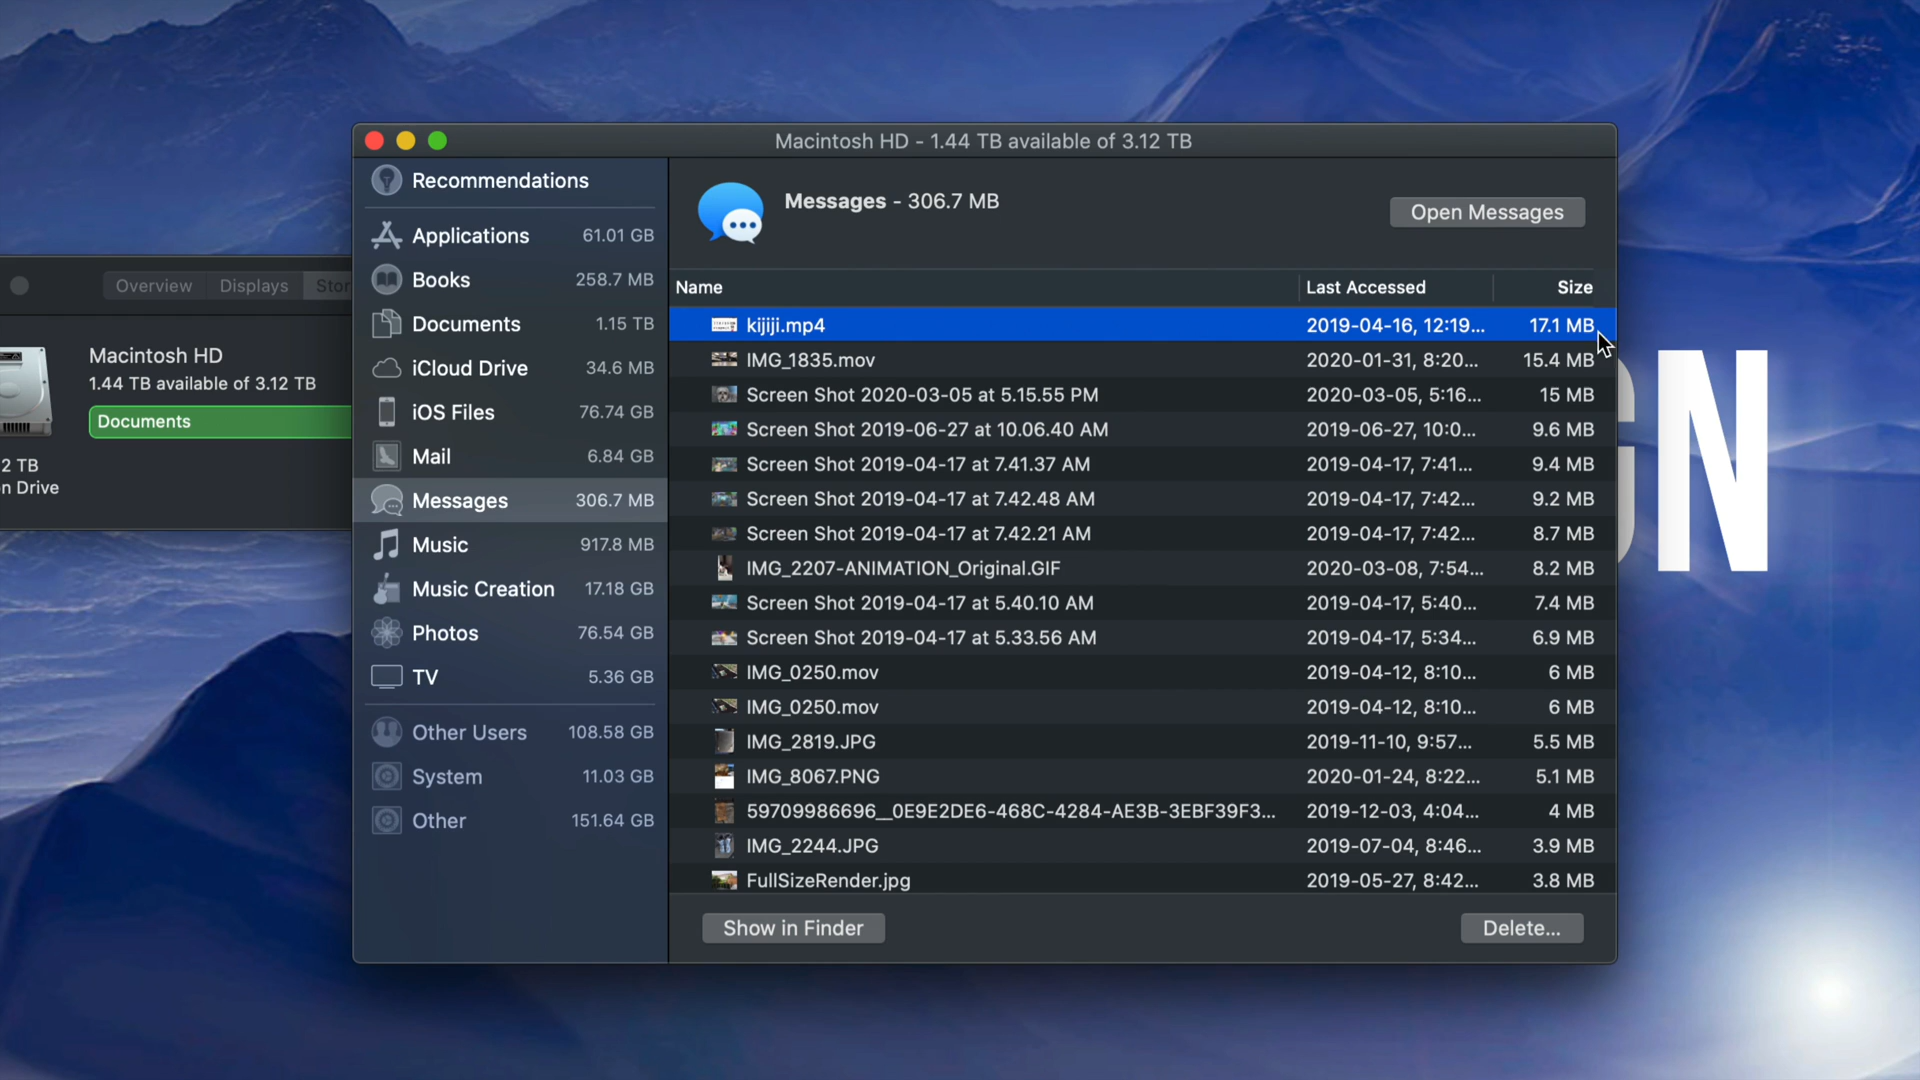 Macintosh HD - 1.44 TB available of 3.12 TB
Recommendations
Applications 61.01 GB
Books 258.7 MB
Documents 1.15 TB
iCloud Drive 34.6 MB
iOS Files 76.74 GB
Mail 6.84 GB
Messages 306.7 MB
Music 917.8 MB
Music Creation 17.18 GB
Photos 76.54 GB
TV 5.36 GB
Other Users 108.58 GB
System 11.03 GB
Other 151.64 GB
Messages - 306.7 MB
Open Messages
Name Last Accessed Size
kijiji.mp4 2019-04-16, 12:19... 17.1 MB
IMG_1835.mov 2020-01-31, 8:20... 15.4 MB
Screen Shot 2020-03-05 at 5.15.55 PM 2020-03-05, 5:16... 15 MB
Screen Shot 2019-06-27 at 10.06.40 AM 2019-06-27, 10:0... 9.6 MB
Screen Shot 2019-04-17 at 7.41.37 AM 2019-04-17, 7:41... 9.4 MB
Screen Shot 2019-04-17 at 7.42.48 AM 2019-04-17, 7:42... 9.2 MB
Screen Shot 2019-04-17 at 7.42.21 AM 2019-04-17, 7:42... 8.7 MB
IMG_2207-ANIMATION_Original.GIF 2020-03-08, 7:54... 8.2 MB
Screen Shot 2019-04-17 at 5.40.10 AM 2019-04-17, 5:40... 7.4 MB
Screen Shot 2019-04-17 at 5.33.56 AM 2019-04-17, 5:34... 6.9 MB
IMG_0250.mov 2019-04-12, 8:10... 6 MB
IMG_0250.mov 2019-04-12, 8:10... 6 MB
IMG_2819.JPG 2019-11-10, 9:57... 5.5 MB
IMG_8067.PNG 2020-01-24, 8:22... 5.1 MB
59709986696__0E9E2DE6-468C-4284-AE3B-3EBF39F3... 2019-12-03, 4:04... 4 MB
IMG_2244.JPG 2019-07-04, 8:46... 3.9 MB
FullSizeRender.jpg 2019-05-27, 8:42... 3.8 MB
Show in Finder Delete...
Overview Displays Stor
Macintosh HD
1.44 TB available of 3.12 TB
Documents
2 TB
n Drive
N